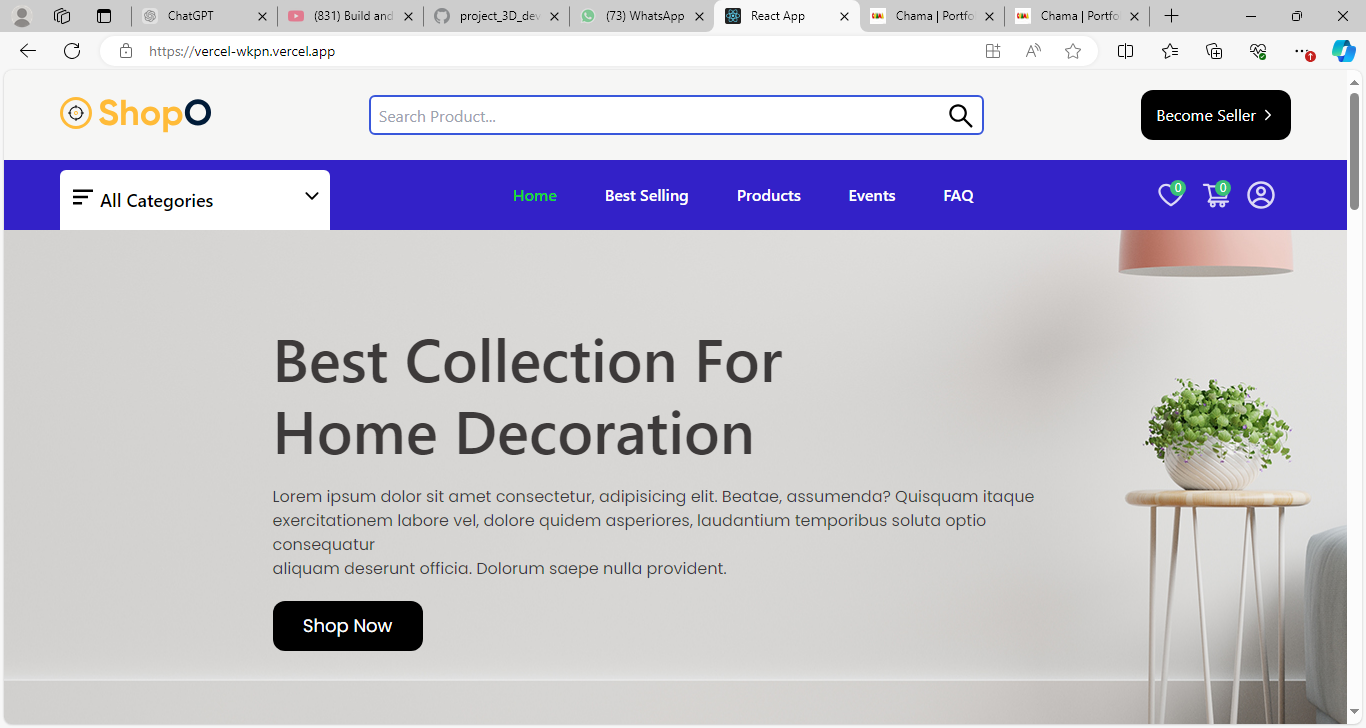 ChatGPT
(831) Build and
project_3D_dev
(73) WhatsApp
React App
Chama | Portfo
Chama | Portfo
https://vercel-wkpn.vercel.app
ShopO
Search Product...
Become Seller
All Categories
Home
Best Selling
Products
Events
FAQ
0
0
Best Collection For
Home Decoration
Lorem ipsum dolor sit amet consectetur, adipisicing elit. Beatae, assumenda? Quisquam itaque
exercitationem labore vel, dolore quidem asperiores, laudantium temporibus soluta optio
consequatur
aliquam deserunt officia. Dolorum saepe nulla provident.
Shop Now